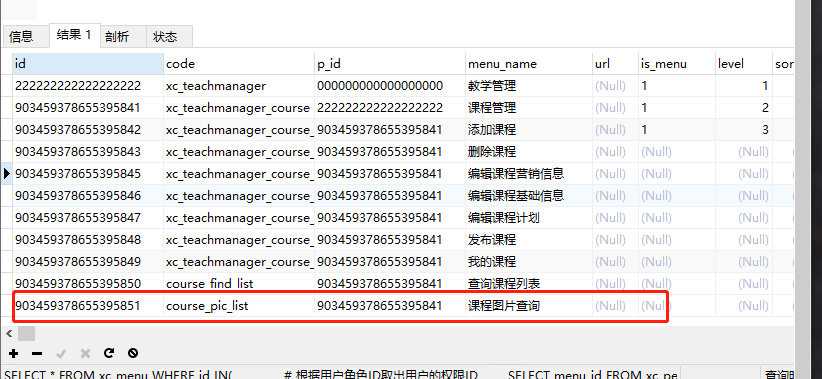 信息 结果 1 剖析 状态
id code p_id menu_name url is_menu level sor
222222222222222222 xc_teachmanager 000000000000000000 教学管理 (Null) 1 1
903459378655395841 xc_teachmanager_course 222222222222222222 课程管理 (Null) 1 2
903459378655395842 xc_teachmanager_course_ 903459378655395841 添加课程 (Null) 1 3
903459378655395843 xc_teachmanager_course_ 903459378655395841 删除课程 (Null) (Null) (Null)
903459378655395845 xc_teachmanager_course_ 903459378655395841 编辑课程营销信息 (Null) (Null) (Null)
903459378655395846 xc_teachmanager_course_ 903459378655395841 编辑课程基础信息 (Null) (Null) (Null)
903459378655395847 xc_teachmanager_course_ 903459378655395841 编辑课程计划 (Null) (Null) (Null)
903459378655395848 xc_teachmanager_course_ 903459378655395841 发布课程 (Null) (Null) (Null)
903459378655395849 xc_teachmanager_course_ 903459378655395841 我的课程 (Null) (Null) (Null)
903459378655395850 course_find_list 903459378655395841 查询课程列表 (Null) (Null) (Null)
903459378655395851 course_pic_list 903459378655395841 课程图片查询 (Null) (Null) (Null)
SELECT * FROM xc_menu WHERE id IN( # 根据用户角色ID取出用户的权限ID SELECT menu_id FROM xc_pe 查询时